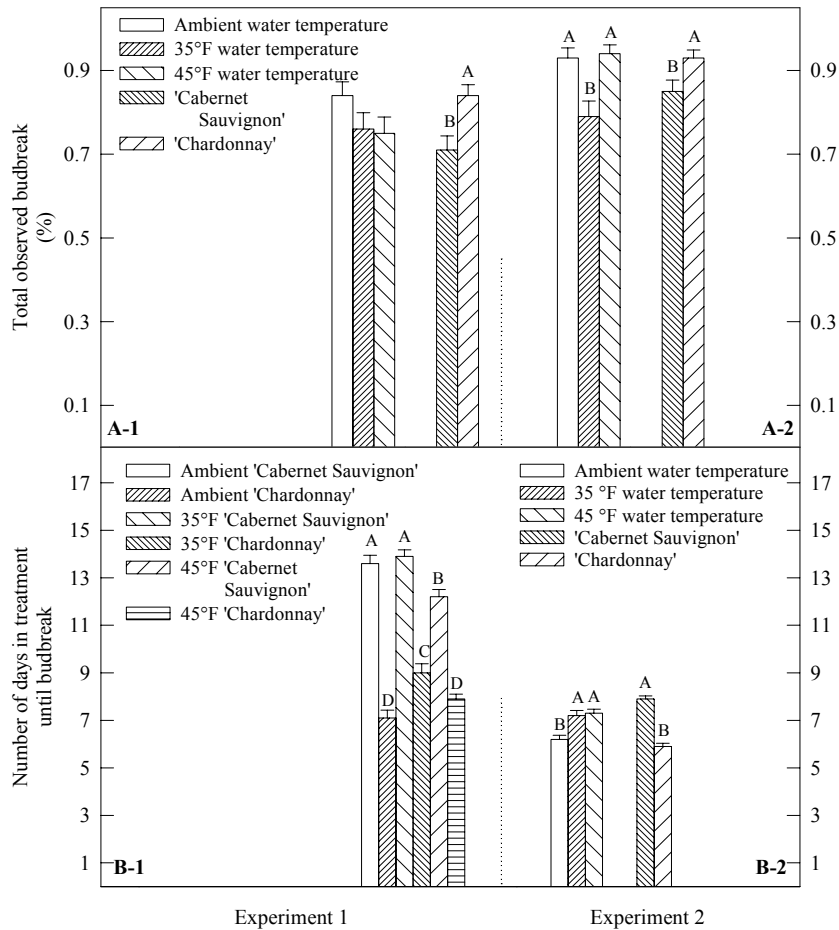 Ambient water temperature
35°F water temperature
45°F water temperature
'Cabernet
Sauvignon'
'Chardonnay'
Total observed budbreak
(%)
0.9
0.7
0.5
0.3
0.1
B
A
A
B
A
B
A
0.9
0.7
0.5
0.3
0.1
A-1
A-2
Ambient 'Cabernet Sauvignon'
Ambient 'Chardonnay'
35°F 'Cabernet Sauvignon'
35°F 'Chardonnay'
45°F 'Cabernet
Sauvignon'
45°F 'Chardonnay'
Ambient water temperature
35 °F water temperature
45 °F water temperature
'Cabernet Sauvignon'
'Chardonnay'
Number of days in treatment
until budbreak
17
15
13
11
9
7
5
3
1
A
D
A
C
B
D
B
A
A
A
B
17
15
13
11
9
7
5
3
1
B-1
B-2
Experiment 1
Experiment 2